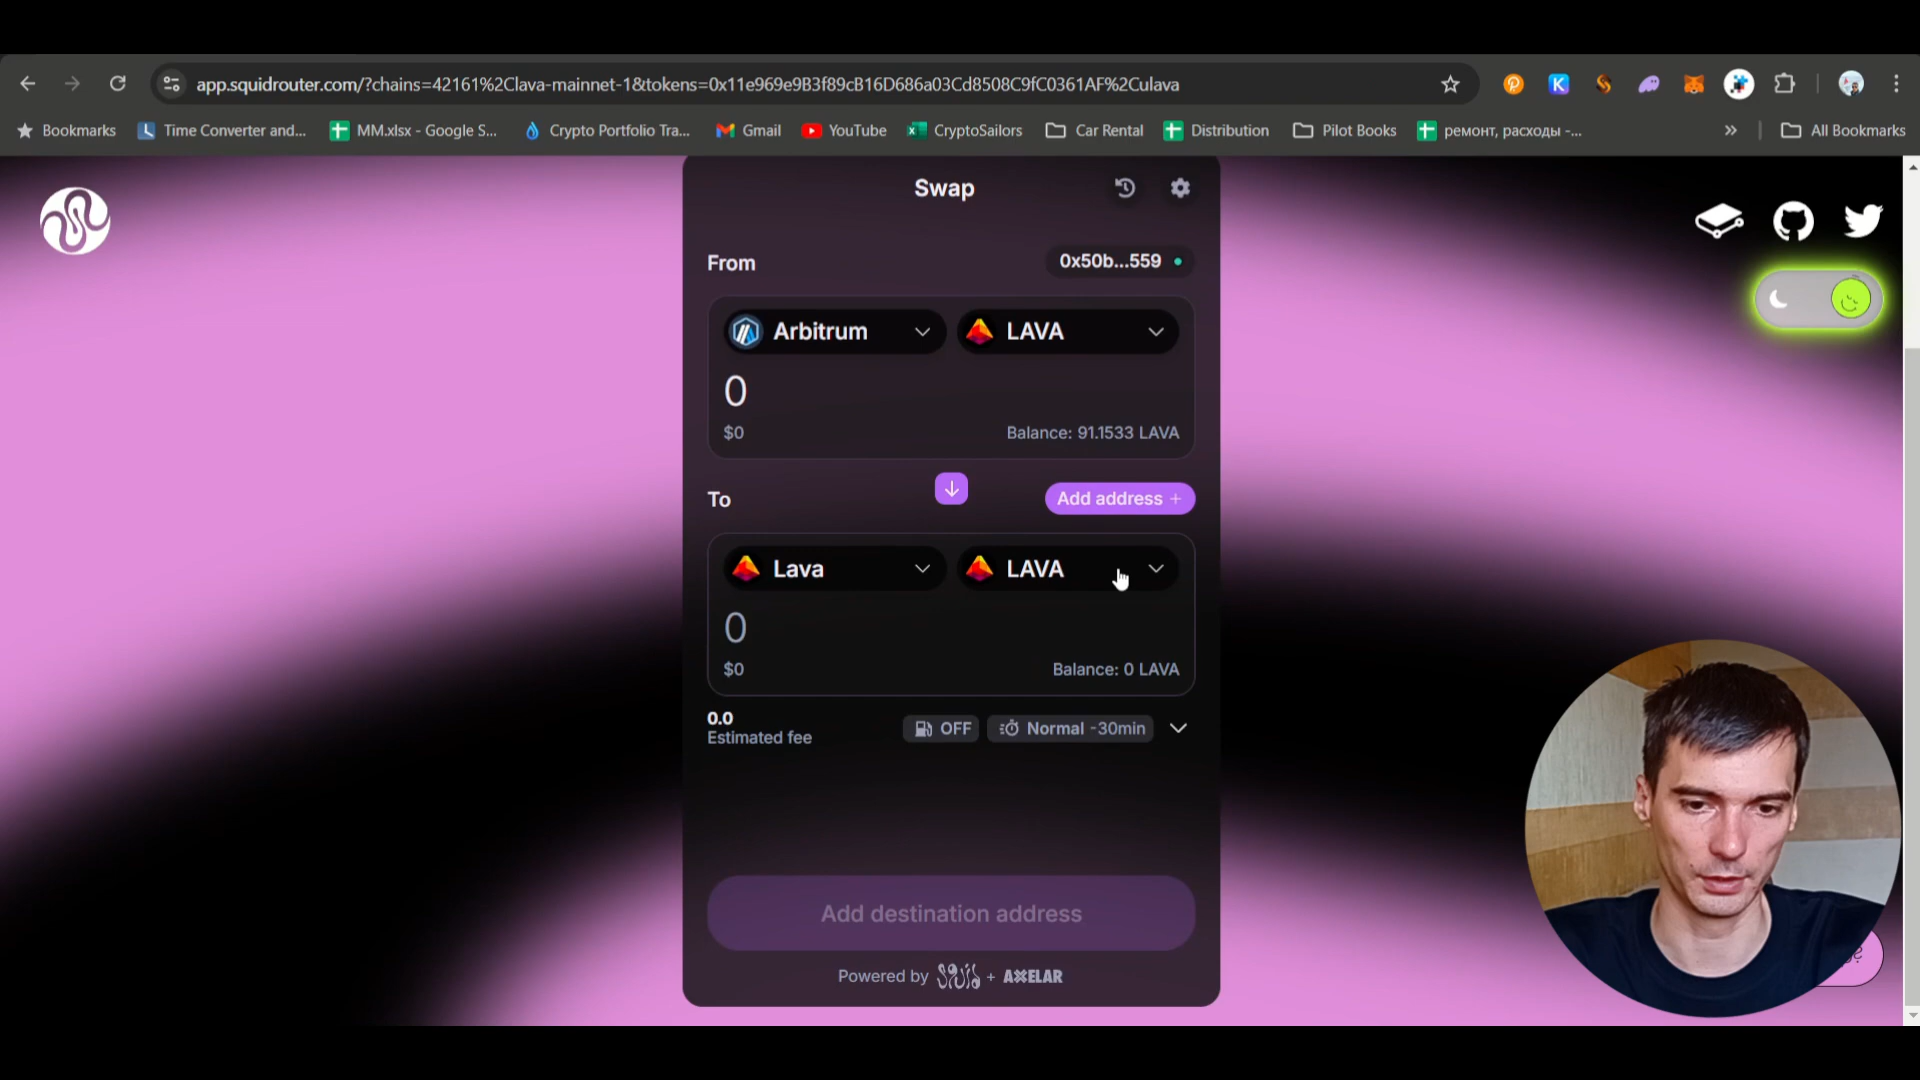 app.squidrouter.com/?chains=42161%2Clava-mainnet-1&tokens=0x11e969e9B3f89cB16D686a03Cd8508C9fC0361AF%2Culava
Bookmarks Time Converter and... MM.xlsx - Google S... Crypto Portfolio Tra... Gmail YouTube CryptoSailors Car Rental Distribution Pilot Books ремонт, расходы -... All Bookmarks
Swap
From 0x50b...559
Arbitrum LAVA
0
$0 Balance: 91.1533 LAVA
To Add address +
Lava LAVA
0
$0 Balance: 0 LAVA
0.0
Estimated fee OFF Normal ~30min
Add destination address
Powered by squid + AXELAR